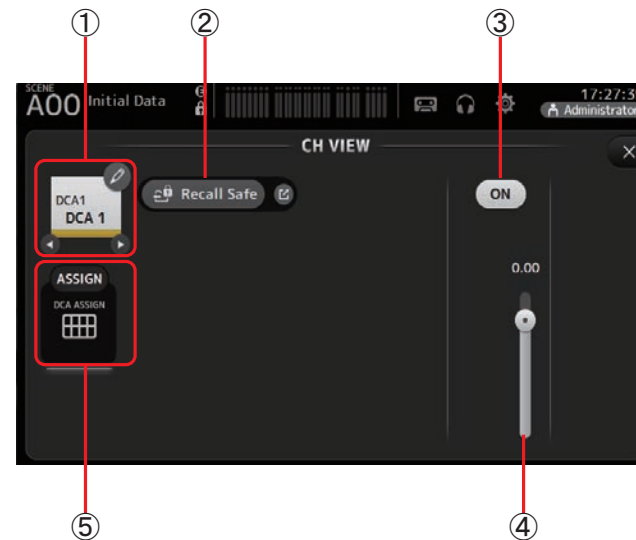 ① ② ③
SCENE
A00 Initial Data
17:27:3
Administrator
CH VIEW
DCA1
DCA 1
Recall Safe
ON
0.00
ASSIGN
DCA ASSIGN
⑤ ④